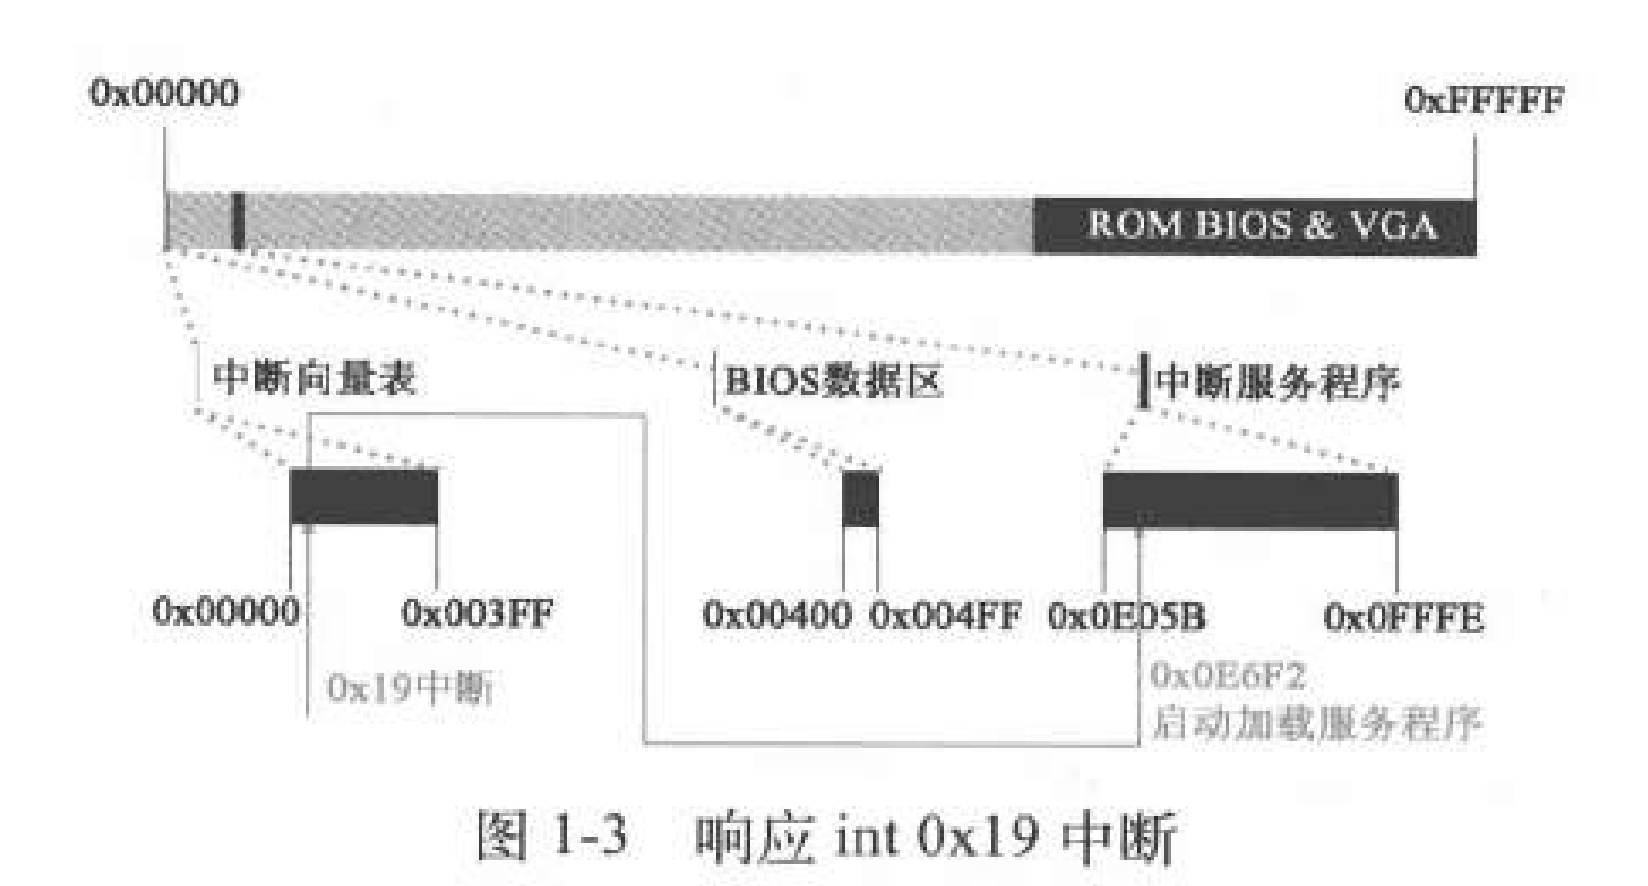 0x00000
0xFFFFF
ROM BIOS & VGA
中断向量表
BIOS数据区
中断服务程序
0x00000
0x003FF
0x00400
0x004FF
0x0E05B
0x0FFFE
0x19中断
0x0E6F2
启动加载服务程序
图 1-3 响应 int 0x19 中断